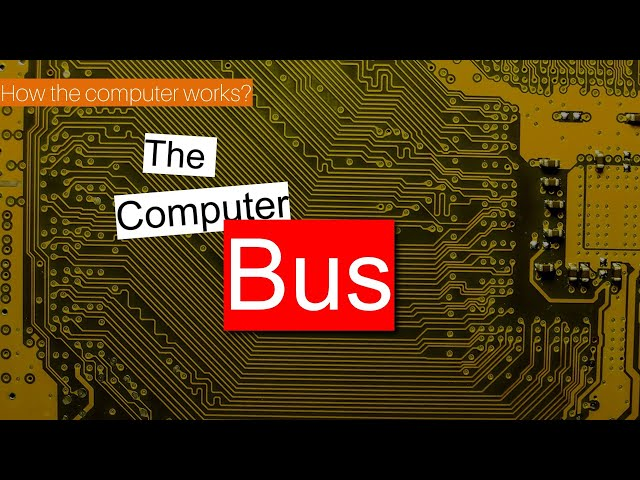 How the computer works?
The
Computer
Bus